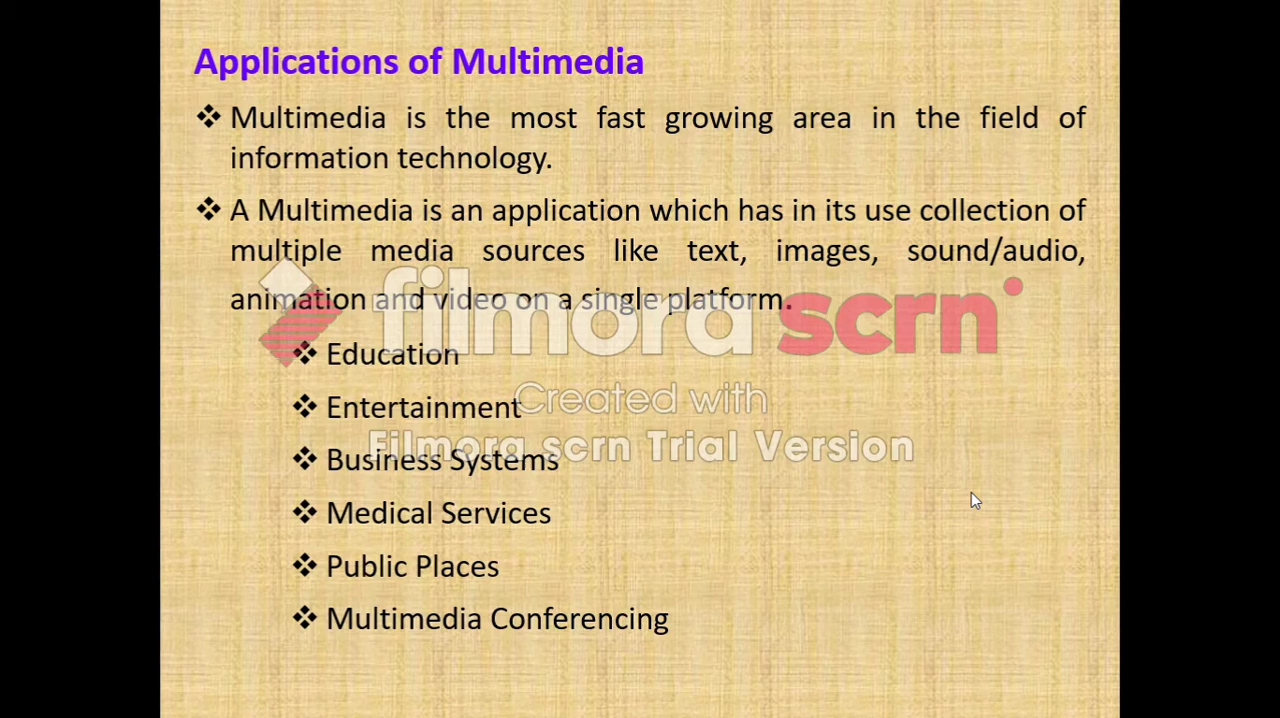 Applications of Multimedia
❖ Multimedia is the most fast growing area in the field of
information technology.
❖ A Multimedia is an application which has in its use collection of
multiple media sources like text, images, sound/audio,
animation and video on a single platform.
filmora scrn
❖ Education
Created with
❖ Entertainment
Filmora scrn Trial Version
❖ Business Systems
❖ Medical Services
❖ Public Places
❖ Multimedia Conferencing